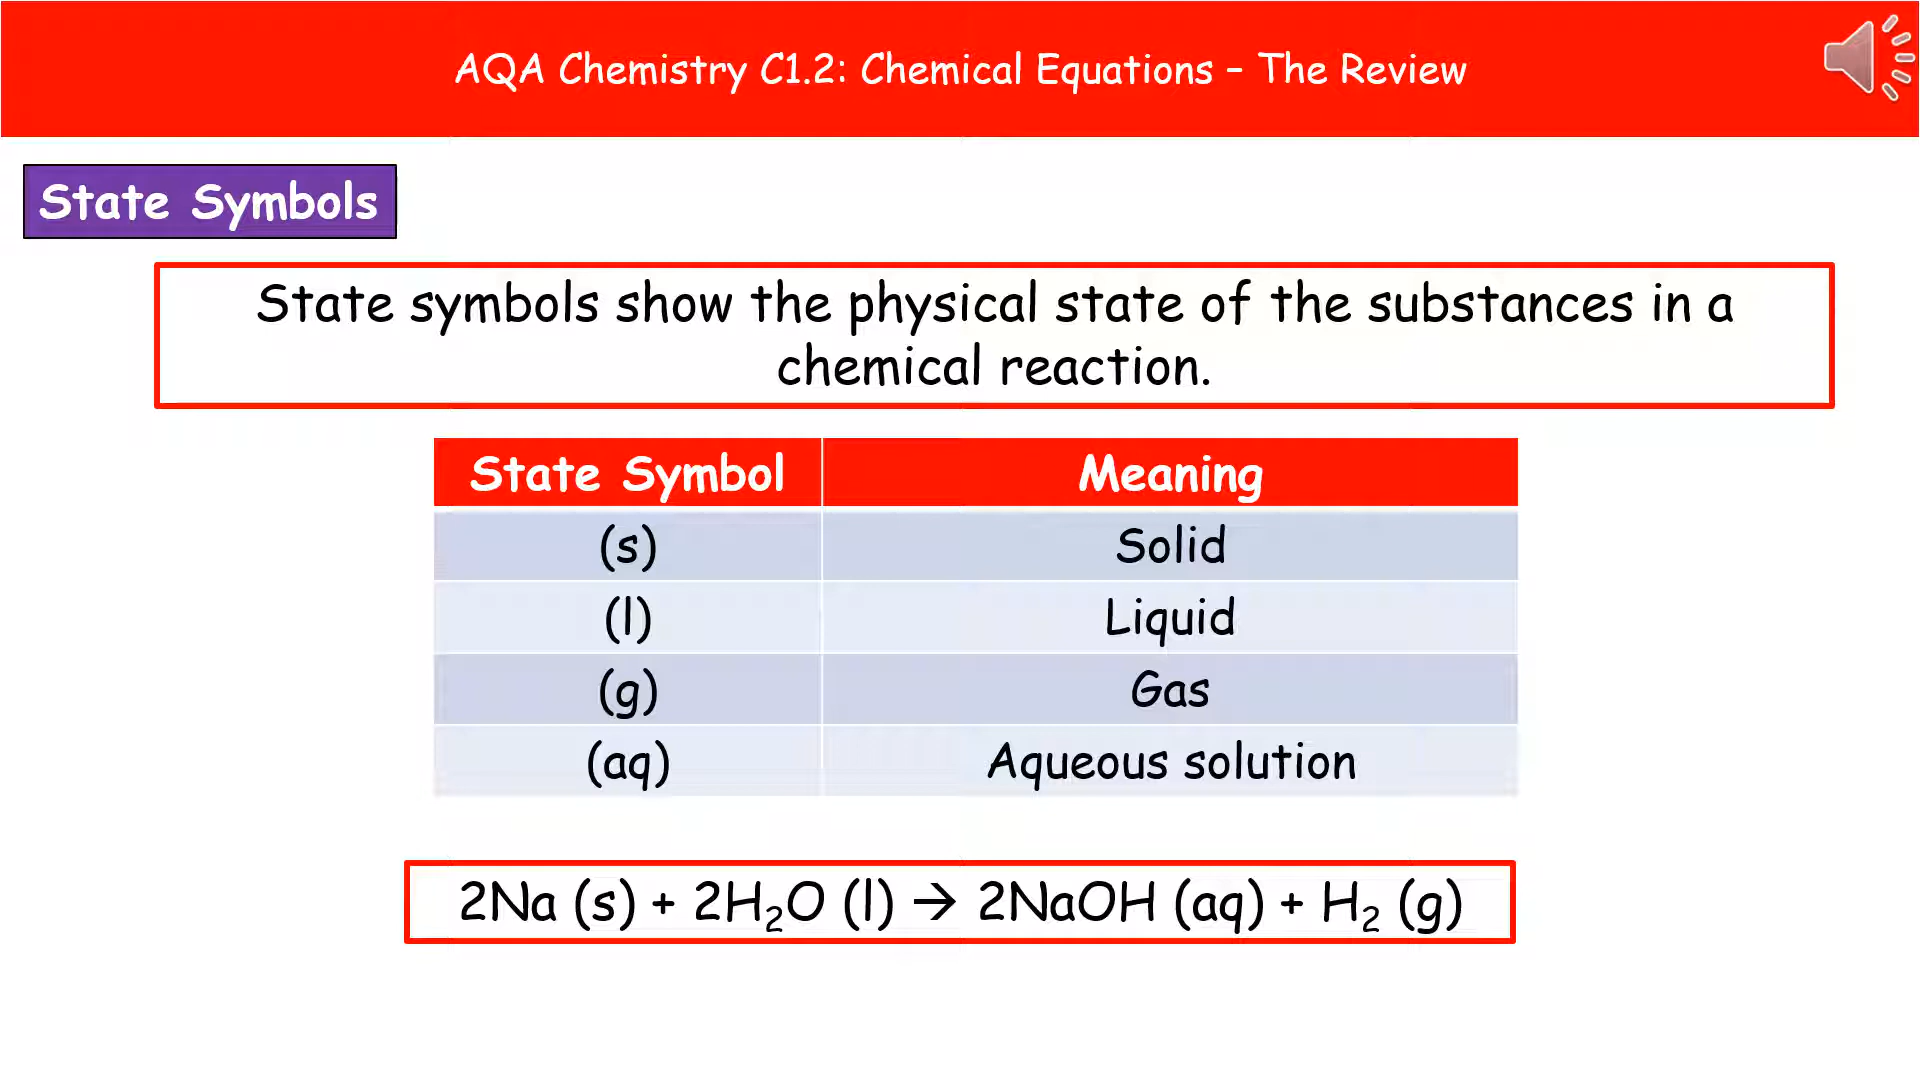 AQA Chemistry C1.2: Chemical Equations – The Review
State Symbols
State symbols show the physical state of the substances in a
chemical reaction.
State Symbol Meaning
(s) Solid
(l) Liquid
(g) Gas
(aq) Aqueous solution
2Na (s) + 2H₂O (l) → 2NaOH (aq) + H₂ (g)